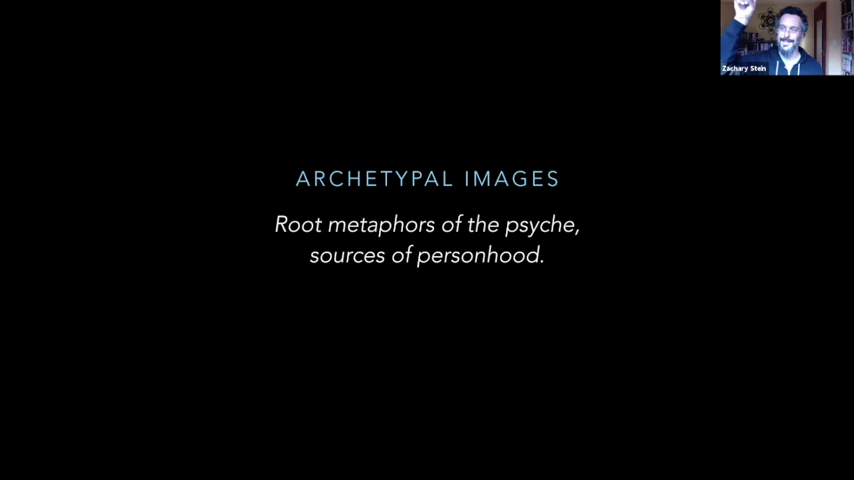 Zachary Stein
ARCHETYPAL IMAGES
Root metaphors of the psyche,
sources of personhood.